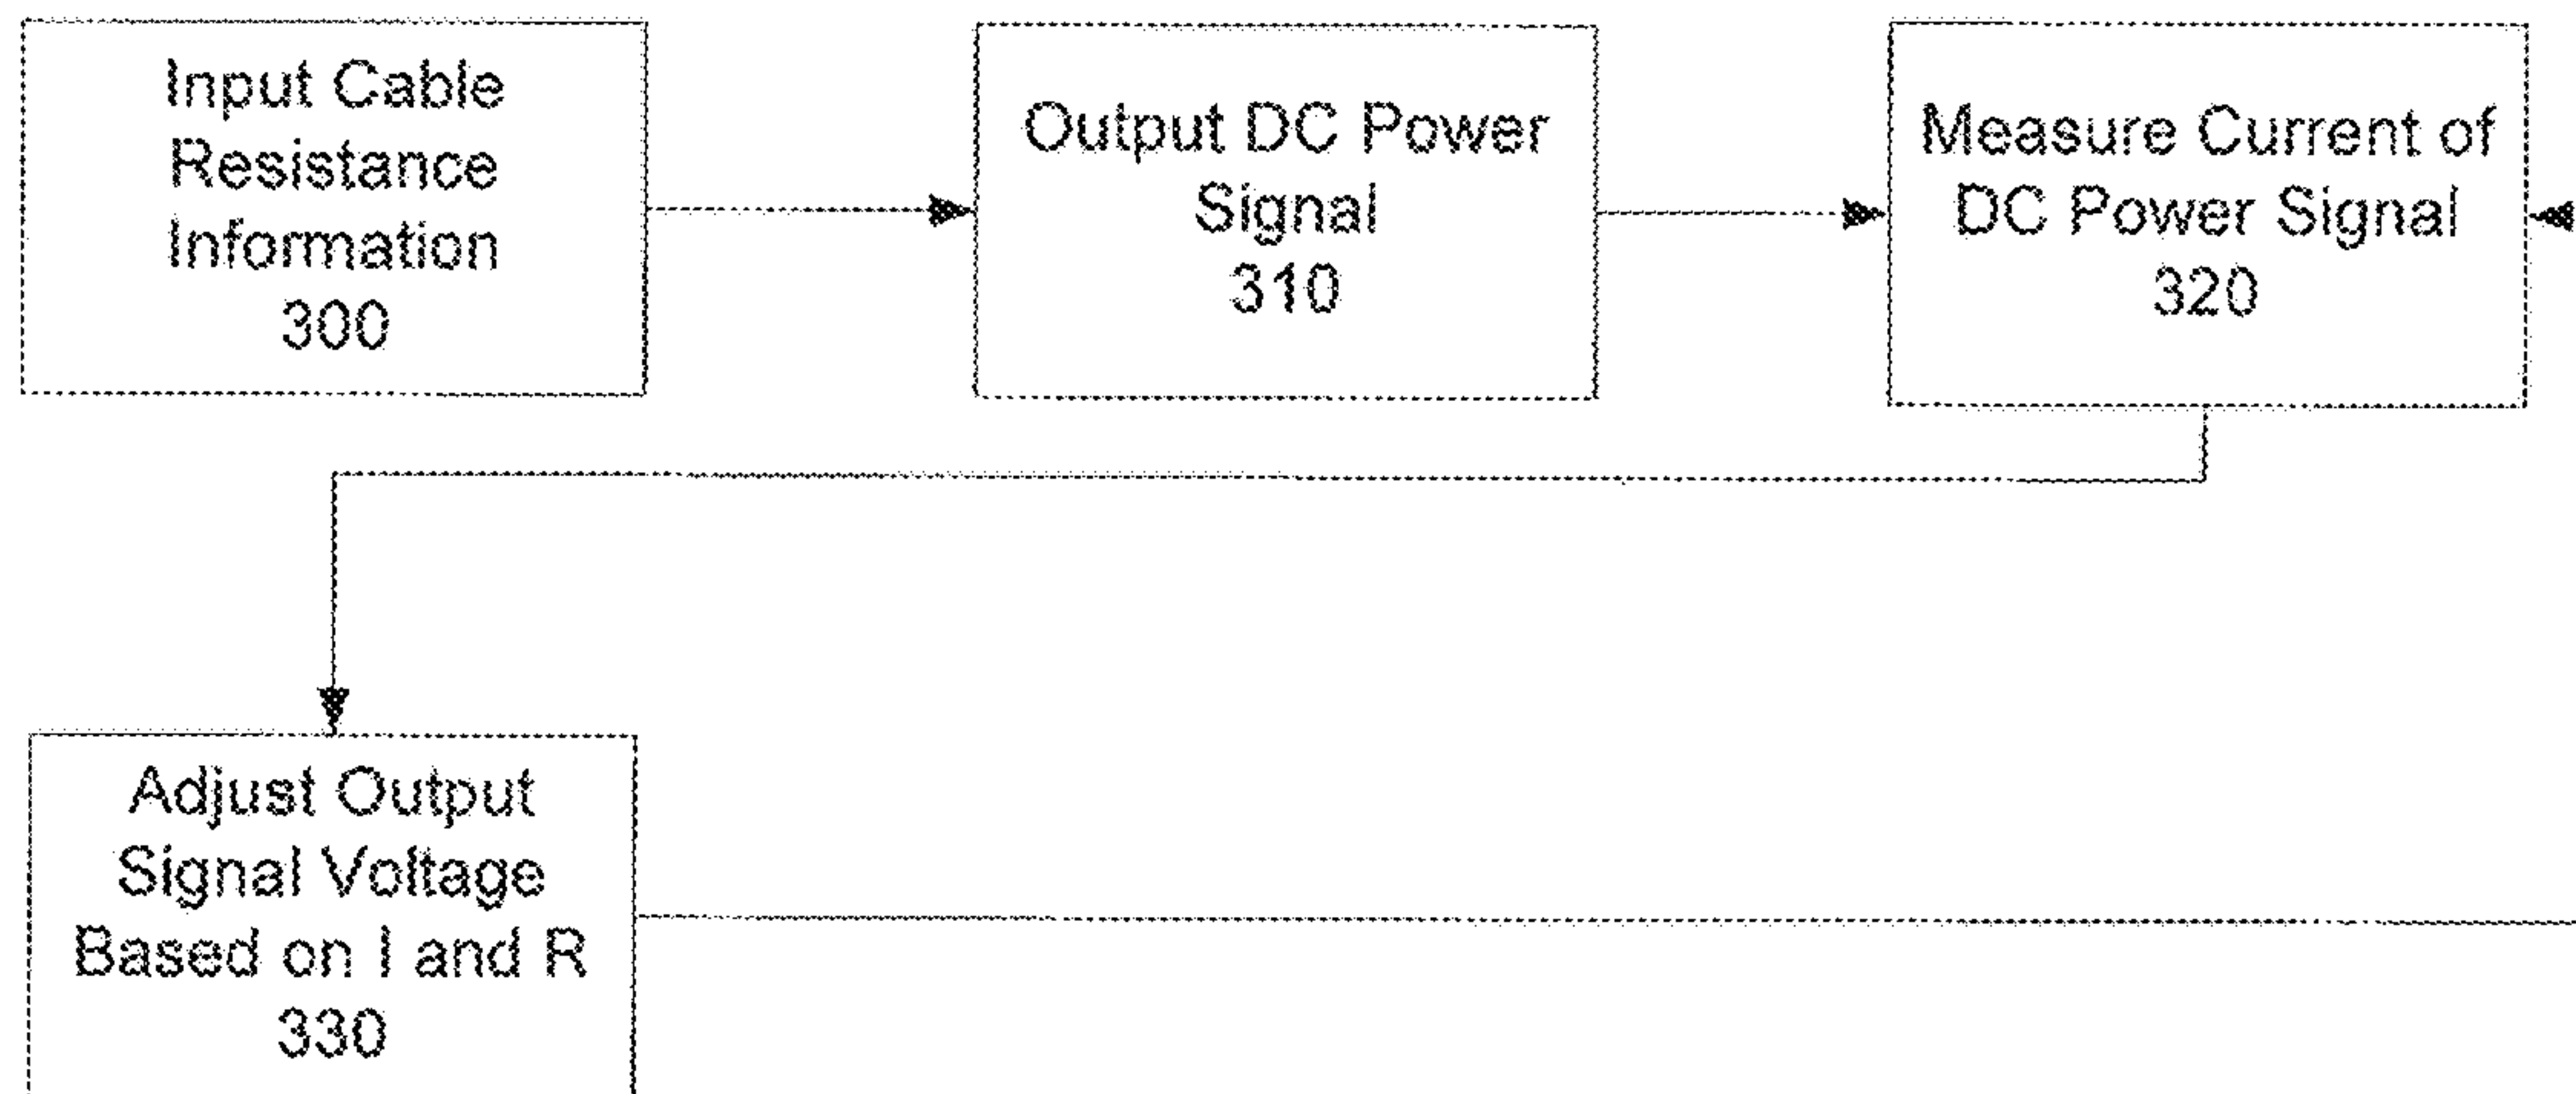 Input Cable
Resistance
Information
300
Output DC Power
Signal
310
Measure Current of
DC Power Signal
320
Adjust Output
Signal Voltage
Based on I and R
330